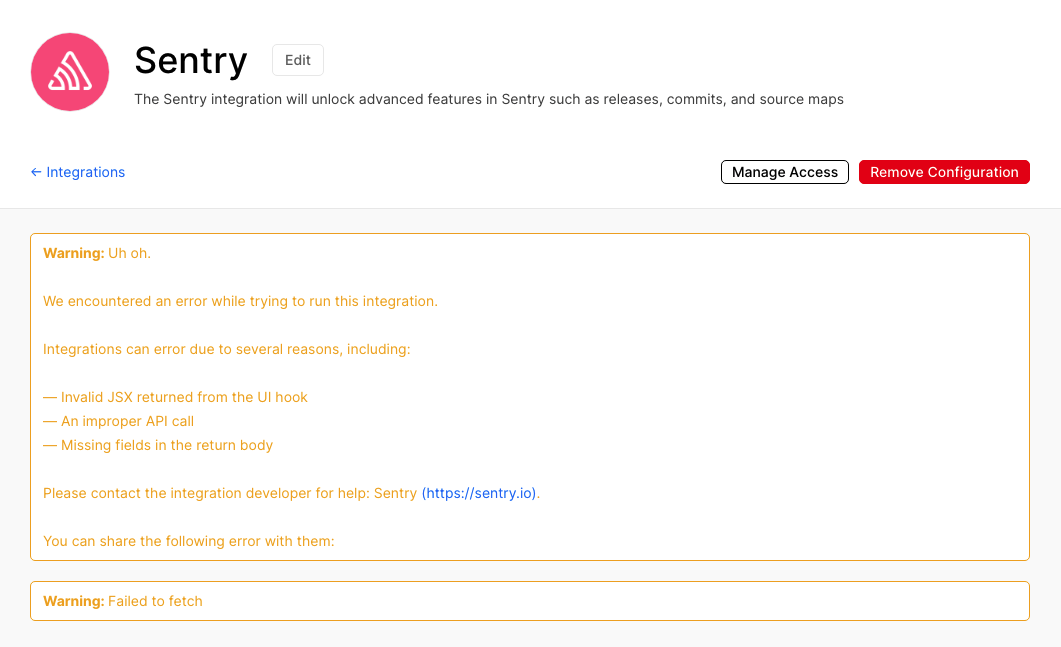 Sentry
Edit
The Sentry integration will unlock advanced features in Sentry such as releases, commits, and source maps
← Integrations
Manage Access
Remove Configuration
Warning: Uh oh.
We encountered an error while trying to run this integration.
Integrations can error due to several reasons, including:
— Invalid JSX returned from the UI hook
— An improper API call
— Missing fields in the return body
Please contact the integration developer for help: Sentry (https://sentry.io).
You can share the following error with them:
Warning: Failed to fetch